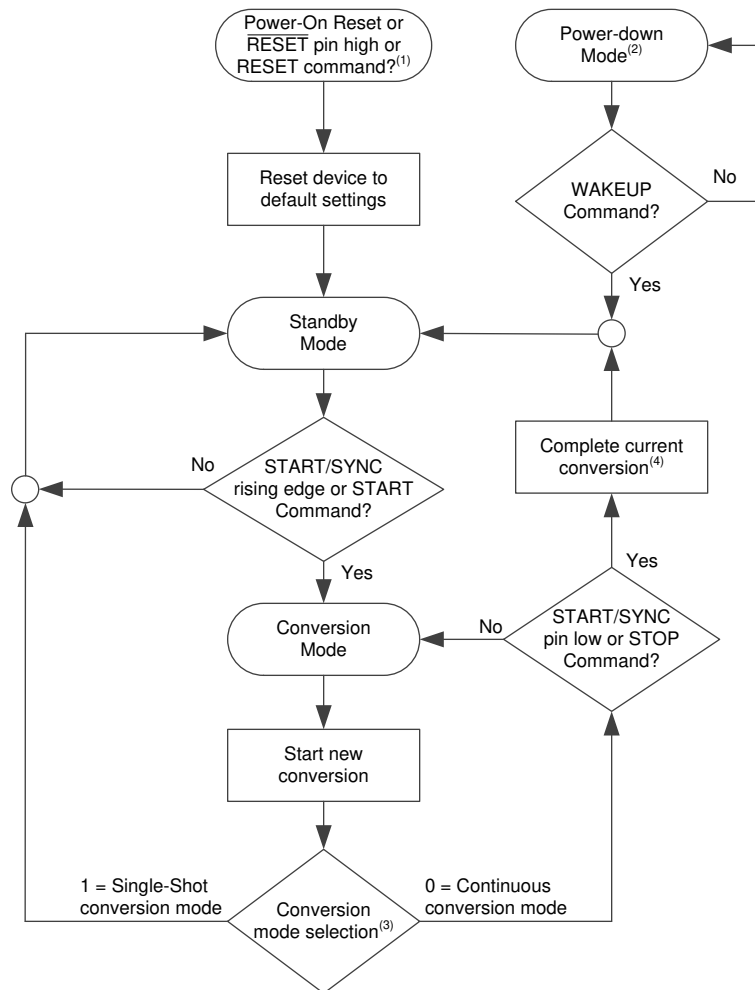 Power-On Reset or
RESET pin high or
RESET command?(1)
Power-down
Mode(2)
Reset device to
default settings
WAKEUP
Command?
No
Yes
Standby
Mode
Complete current
conversion(4)
No
START/SYNC
rising edge or START
Command?
Yes
Yes
Conversion
Mode
No
START/SYNC
pin low or STOP
Command?
Start new
conversion
1 = Single-Shot
conversion mode
0 = Continuous
conversion mode
Conversion
mode selection(3)